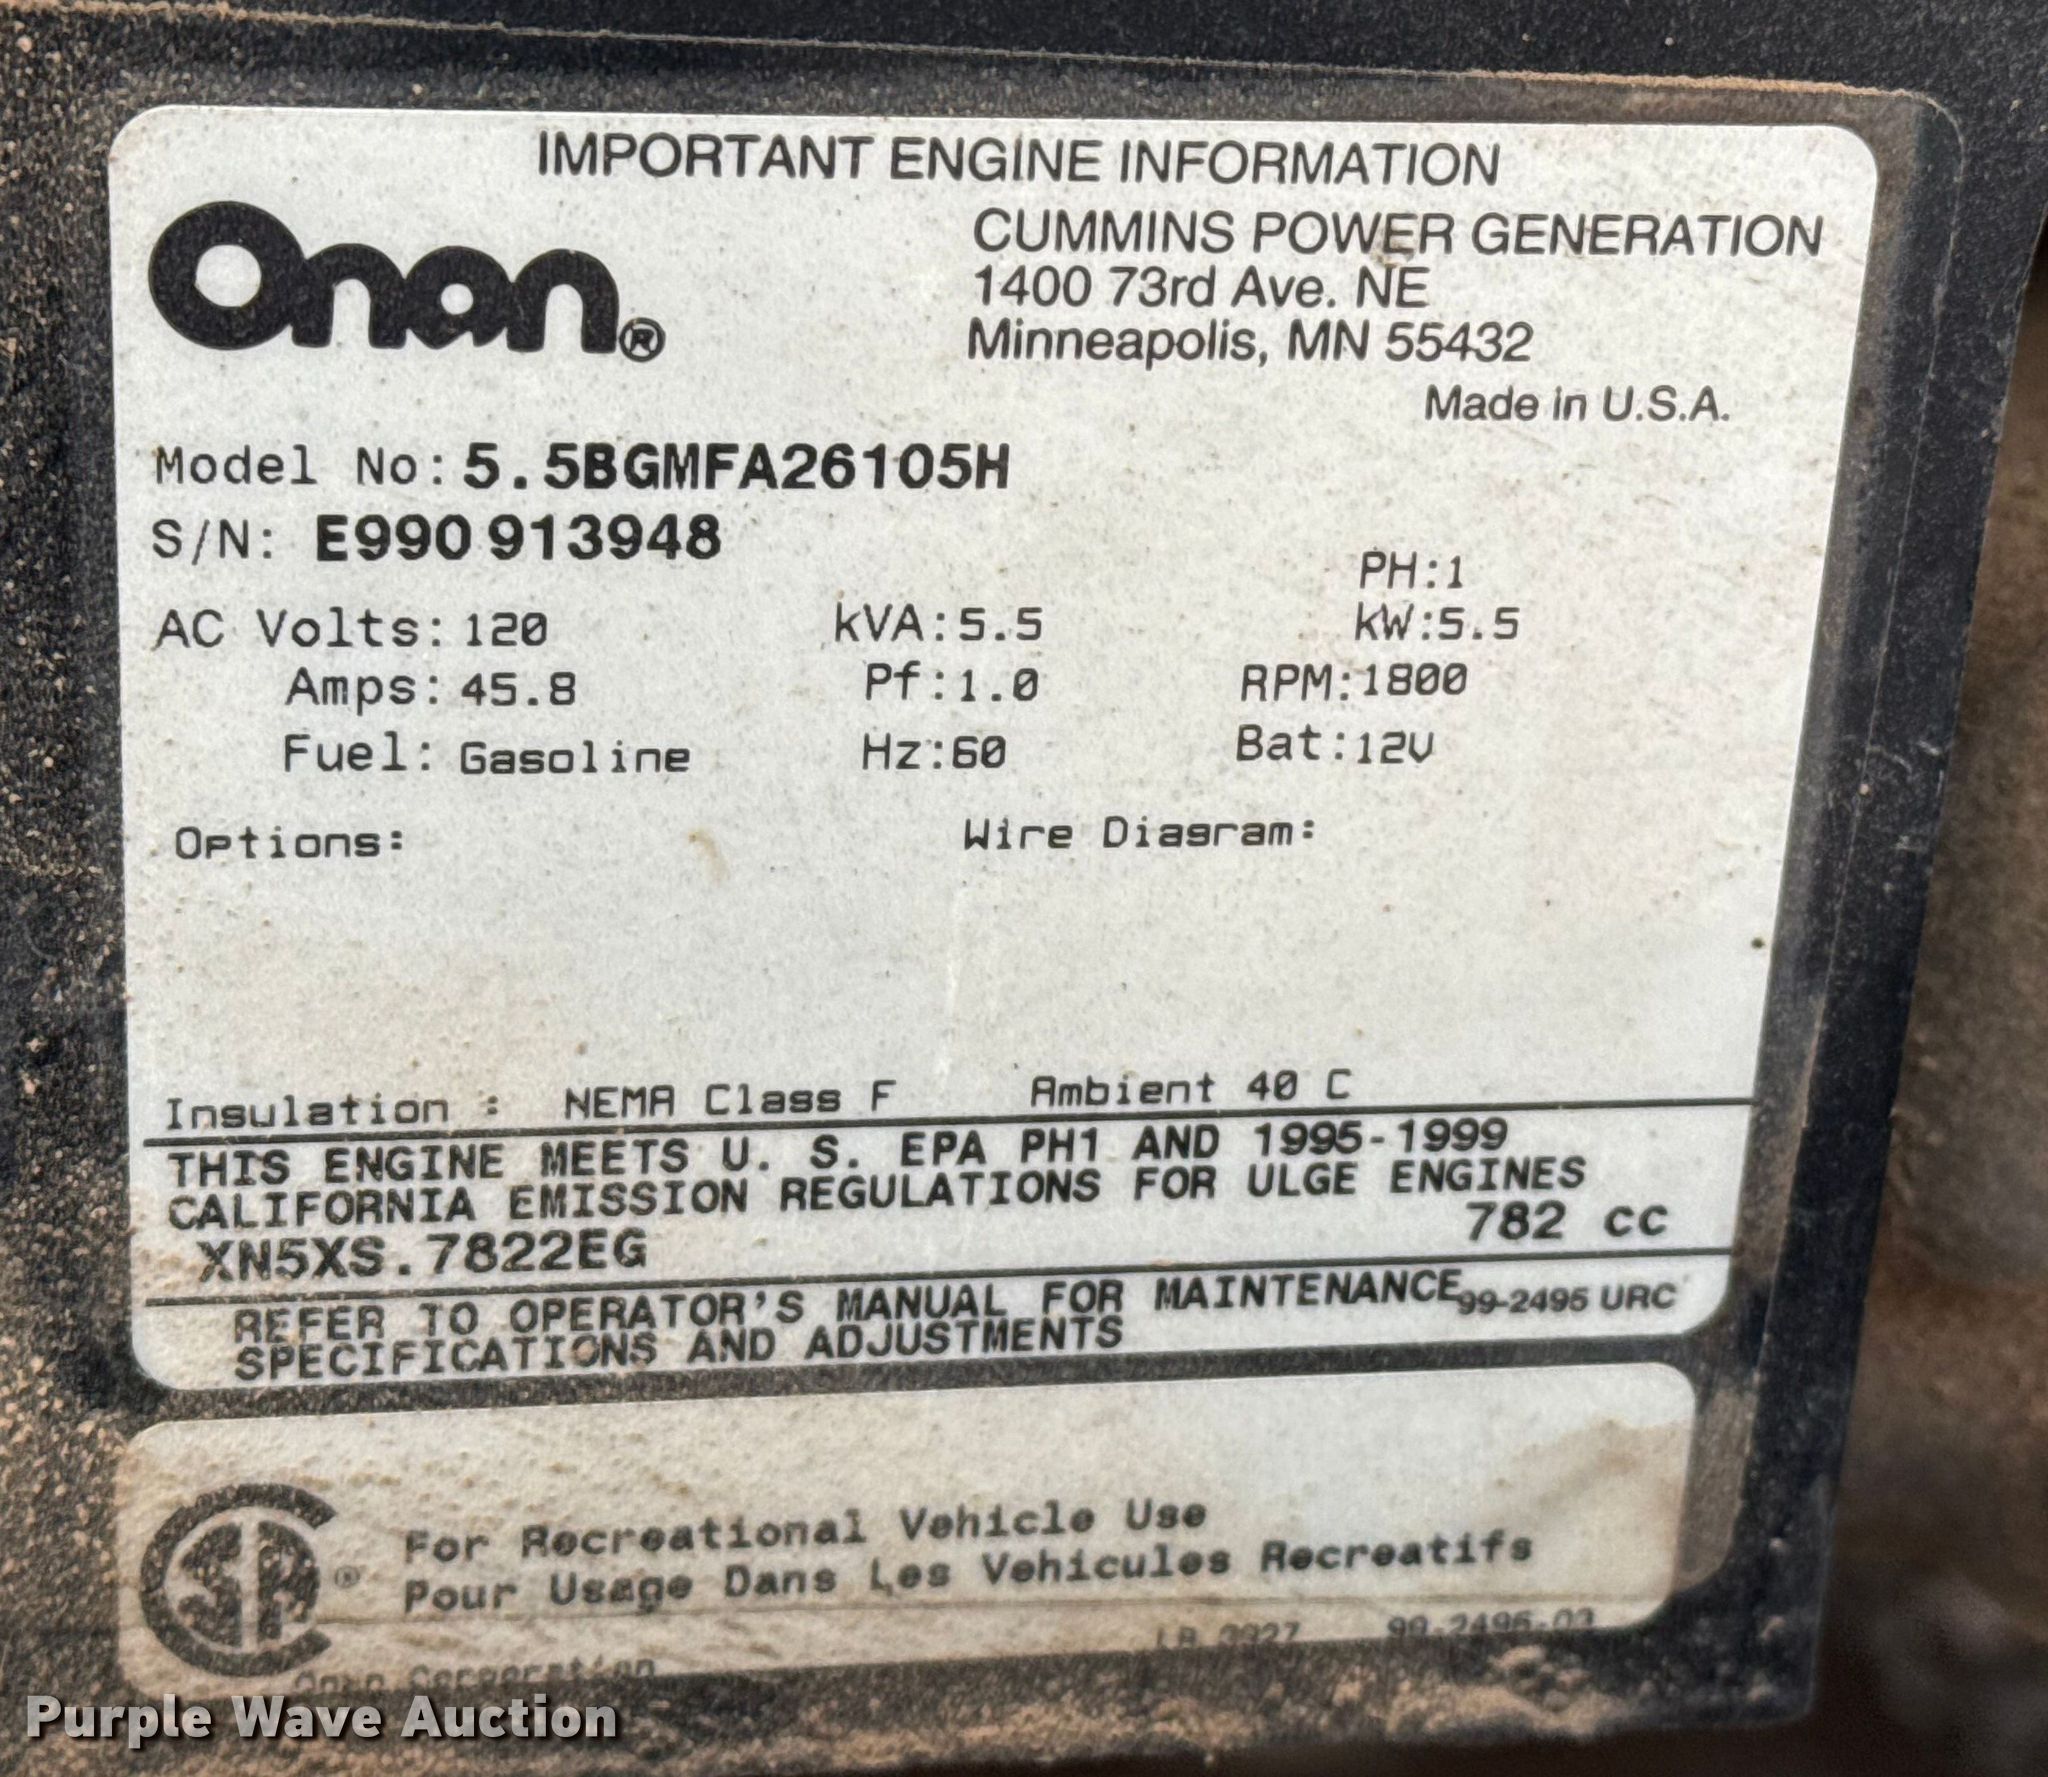 IMPORTANT ENGINE INFORMATION
Onan®
CUMMINS POWER GENERATION
1400 73rd Ave. NE
Minneapolis, MN 55432
Made in U.S.A.
Model No: 5.5BGMFA26105H
S/N: E990 913948
PH:1
AC Volts: 120 kVA:5.5 kW:5.5
Amps: 45.8 Pf:1.0 RPM:1800
Fuel: Gasoline Hz:60 Bat:12V
Options: Wire Diagram:
Insulation : NEMA Class F Ambient 40 C
THIS ENGINE MEETS U. S. EPA PH1 AND 1995-1999
CALIFORNIA EMISSION REGULATIONS FOR ULGE ENGINES
XN5XS.7822EG 782 cc
REFER TO OPERATOR'S MANUAL FOR MAINTENANCE
SPECIFICATIONS AND ADJUSTMENTS
99-2495 URC
For Recreational Vehicle Use
Pour Usage Dans Les Vehicules Recreatifs
99-2496-03
Onan Corporation
Purple Wave Auction